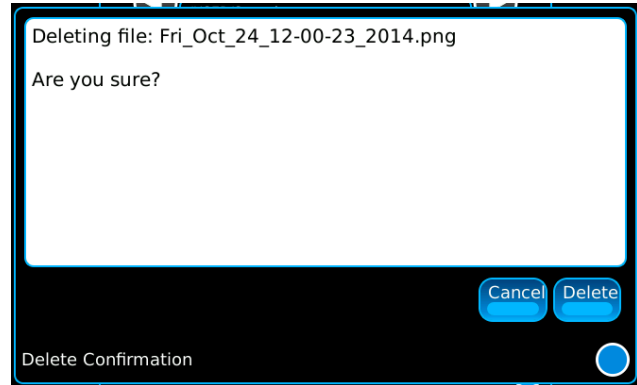 Deleting file: Fri_Oct_24_12-00-23_2014.png
Are you sure?
Cancel Delete
Delete Confirmation